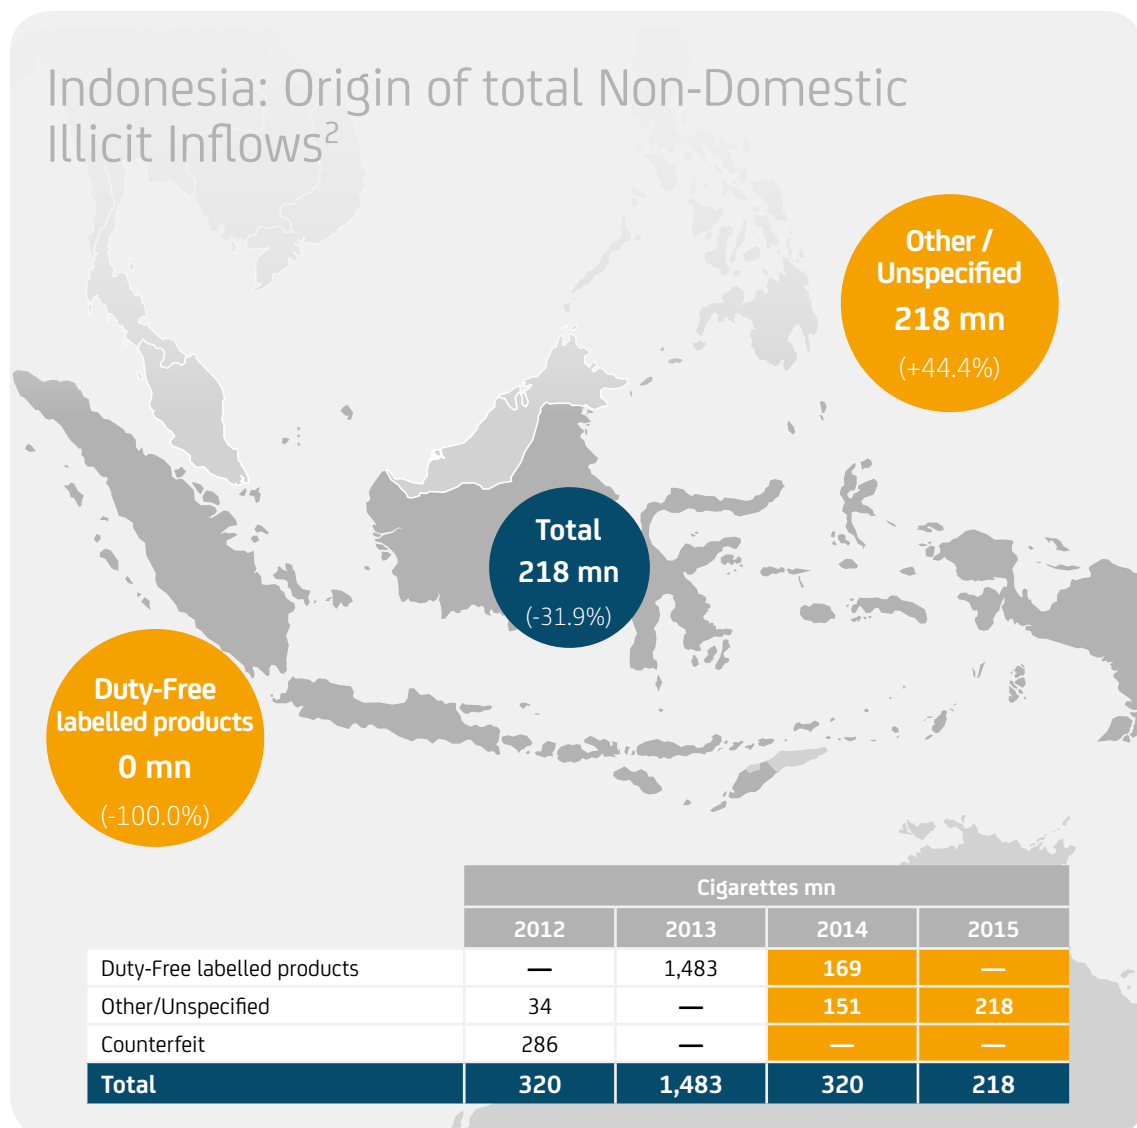 Indonesia: Origin of total Non-Domestic
Illicit Inflows2
Other /
Unspecified
218 mn
(+44.4%)
Total
218 mn
(-31.9%)
Duty-Free
labelled products
0 mn
(-100.0%)
Cigarettes mn
2012 2013 2014 2015
Duty-Free labelled products — 1,483 169 —
Other/Unspecified 34 — 151 218
Counterfeit 286 — — —
Total 320 1,483 320 218